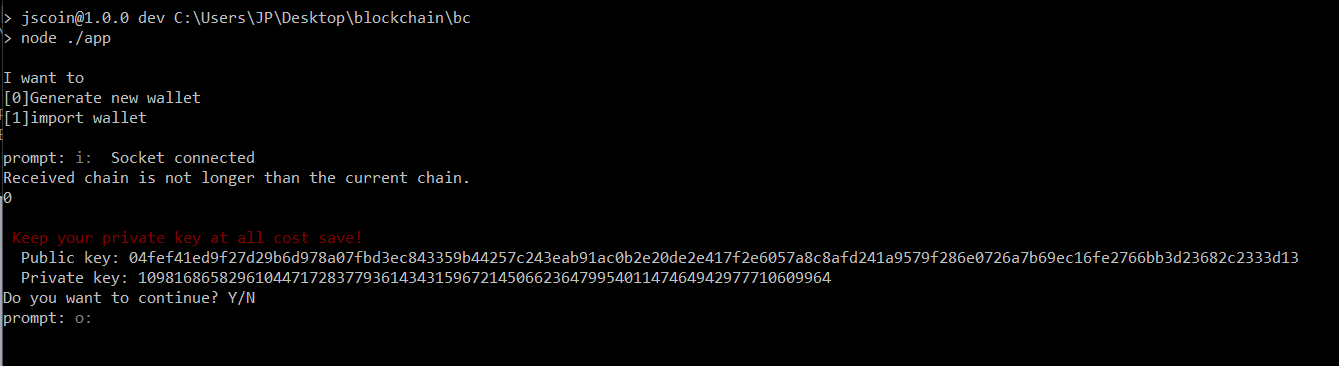 > jscoin@1.0.0 dev C:\Users\JP\Desktop\blockchain\bc
> node ./app
I want to
[0]Generate new wallet
[1]import wallet
prompt: i:  Socket connected
Received chain is not longer than the current chain.
0
Keep your private key at all cost save!
Public key: 04fef41ed9f27d29b6d978a07fbd3ec843359b44257c243eab91ac0b2e20de2e417f2e6057a8c8afd241a9579f286e0726a7b69ec16fe2766bb3d23682c2333d13
Private key: 109816865829610447172837793614343159672145066236479954011474649429777710609964
Do you want to continue? Y/N
prompt: o: